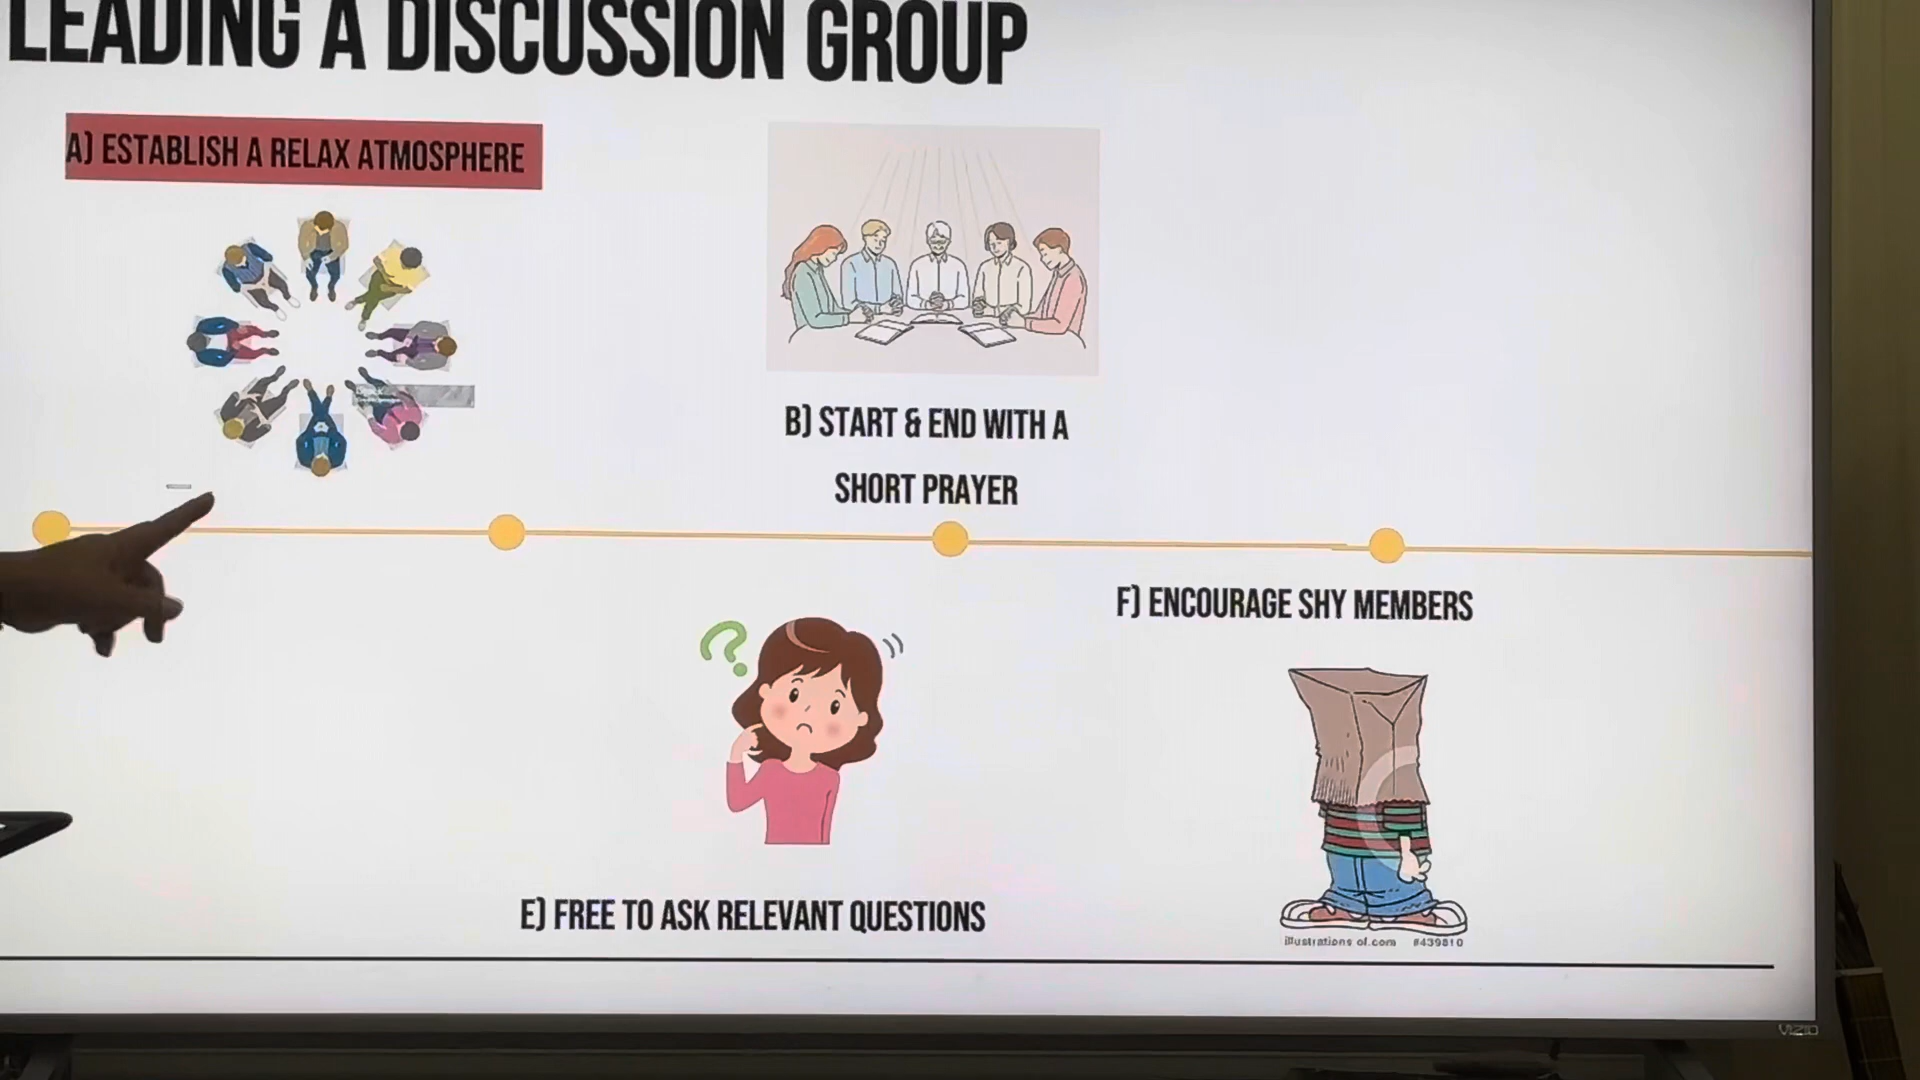 LEADING A DISCUSSION GROUP
A) ESTABLISH A RELAX ATMOSPHERE
B) START & END WITH A
SHORT PRAYER
F) ENCOURAGE SHY MEMBERS
E) FREE TO ASK RELEVANT QUESTIONS
illustrations of.com #439810
VIZIO